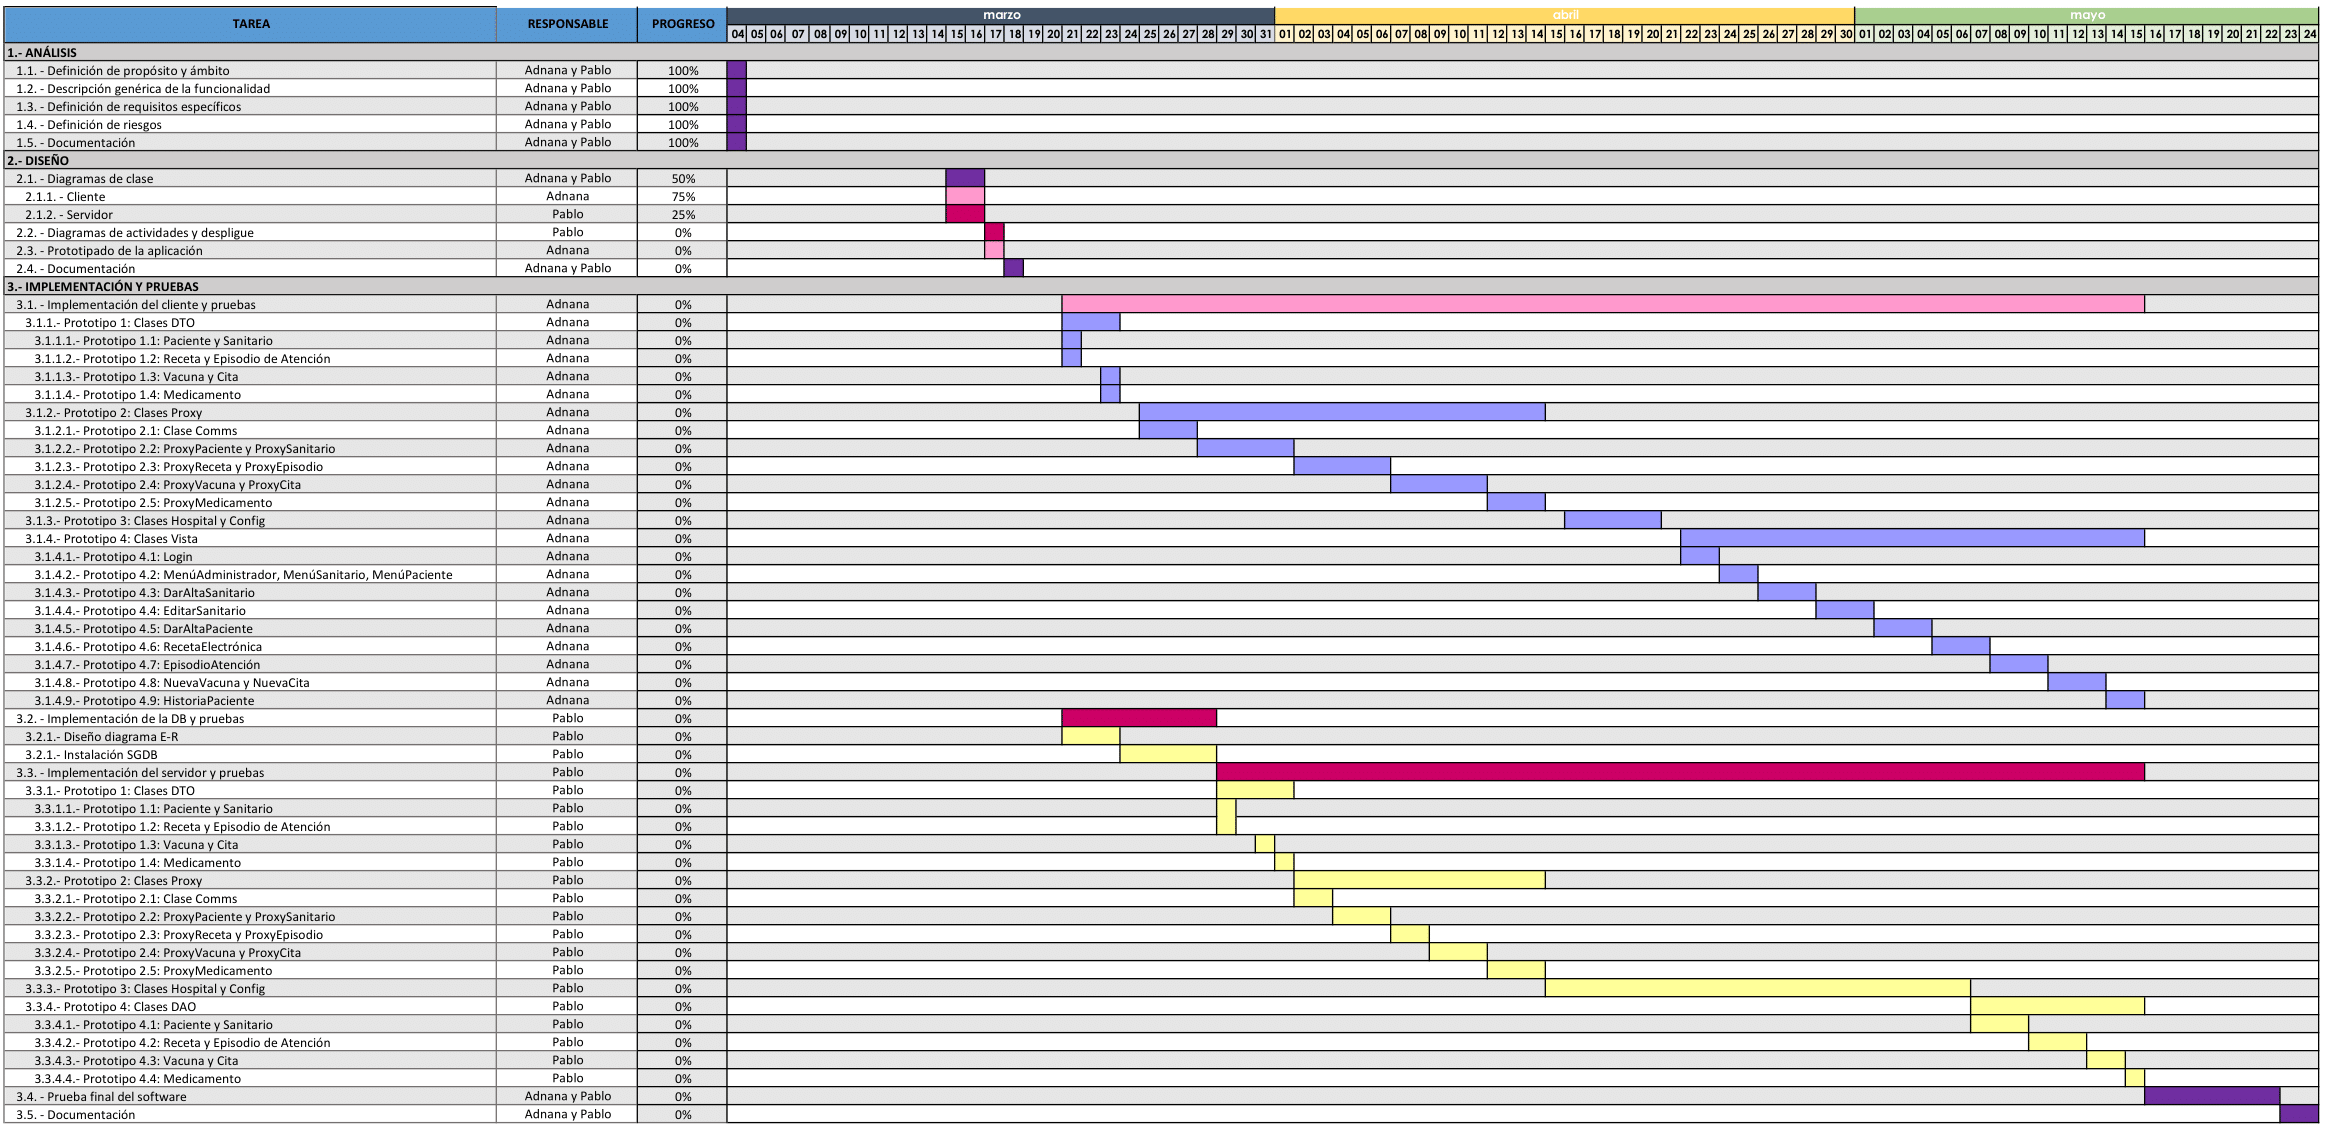 TAREA RESPONSABLE PROGRESO marzo abril mayo
04 05 06 07 08 09 10 11 12 13 14 15 16 17 18 19 20 21 22 23 24 25 26 27 28 29 30 31 01 02 03 04 05 06 07 08 09 10 11 12 13 14 15 16 17 18 19 20 21 22 23 24 25 26 27 28 29 30 01 02 03 04 05 06 07 08 09 10 11 12 13 14 15 16 17 18 19 20 21 22 23 24
1.- ANÁLISIS
1.1. - Definición de propósito y ámbito Adnana y Pablo 100%
1.2. - Descripción genérica de la funcionalidad Adnana y Pablo 100%
1.3. - Definición de requisitos específicos Adnana y Pablo 100%
1.4. - Definición de riesgos Adnana y Pablo 100%
1.5. - Documentación Adnana y Pablo 100%
2.- DISEÑO
2.1. - Diagramas de clase Adnana y Pablo 50%
2.1.1. - Cliente Adnana 75%
2.1.2. - Servidor Pablo 25%
2.2. - Diagramas de actividades y despligue Pablo 0%
2.3. - Prototipado de la aplicación Adnana 0%
2.4. - Documentación Adnana y Pablo 0%
3.- IMPLEMENTACIÓN Y PRUEBAS
3.1. - Implementación del cliente y pruebas Adnana 0%
3.1.1.- Prototipo 1: Clases DTO Adnana 0%
3.1.1.1.- Prototipo 1.1: Paciente y Sanitario Adnana 0%
3.1.1.2.- Prototipo 1.2: Receta y Episodio de Atención Adnana 0%
3.1.1.3.- Prototipo 1.3: Vacuna y Cita Adnana 0%
3.1.1.4.- Prototipo 1.4: Medicamento Adnana 0%
3.1.2.- Prototipo 2: Clases Proxy Adnana 0%
3.1.2.1.- Prototipo 2.1: Clase Comms Adnana 0%
3.1.2.2.- Prototipo 2.2: ProxyPaciente y ProxySanitario Adnana 0%
3.1.2.3.- Prototipo 2.3: ProxyReceta y ProxyEpisodio Adnana 0%
3.1.2.4.- Prototipo 2.4: ProxyVacuna y ProxyCita Adnana 0%
3.1.2.5.- Prototipo 2.5: ProxyMedicamento Adnana 0%
3.1.3.- Prototipo 3: Clases Hospital y Config Adnana 0%
3.1.4.- Prototipo 4: Clases Vista Adnana 0%
3.1.4.1.- Prototipo 4.1: Login Adnana 0%
3.1.4.2.- Prototipo 4.2: MenúAdministrador, MenúSanitario, MenúPaciente Adnana 0%
3.1.4.3.- Prototipo 4.3: DarAltaSanitario Adnana 0%
3.1.4.4.- Prototipo 4.4: EditarSanitario Adnana 0%
3.1.4.5.- Prototipo 4.5: DarAltaPaciente Adnana 0%
3.1.4.6.- Prototipo 4.6: RecetaElectrónica Adnana 0%
3.1.4.7.- Prototipo 4.7: EpisodioAtención Adnana 0%
3.1.4.8.- Prototipo 4.8: NuevaVacuna y NuevaCita Adnana 0%
3.1.4.9.- Prototipo 4.9: HistoriaPaciente Adnana 0%
3.2. - Implementación de la DB y pruebas Pablo 0%
3.2.1.- Diseño diagrama E-R Pablo 0%
3.2.1.- Instalación SGDB Pablo 0%
3.3. - Implementación del servidor y pruebas Pablo 0%
3.3.1.- Prototipo 1: Clases DTO Pablo 0%
3.3.1.1.- Prototipo 1.1: Paciente y Sanitario Pablo 0%
3.3.1.2.- Prototipo 1.2: Receta y Episodio de Atención Pablo 0%
3.3.1.3.- Prototipo 1.3: Vacuna y Cita Pablo 0%
3.3.1.4.- Prototipo 1.4: Medicamento Pablo 0%
3.3.2.- Prototipo 2: Clases Proxy Pablo 0%
3.3.2.1.- Prototipo 2.1: Clase Comms Pablo 0%
3.3.2.2.- Prototipo 2.2: ProxyPaciente y ProxySanitario Pablo 0%
3.3.2.3.- Prototipo 2.3: ProxyReceta y ProxyEpisodio Pablo 0%
3.3.2.4.- Prototipo 2.4: ProxyVacuna y ProxyCita Pablo 0%
3.3.2.5.- Prototipo 2.5: ProxyMedicamento Pablo 0%
3.3.3.- Prototipo 3: Clases Hospital y Config Pablo 0%
3.3.4.- Prototipo 4: Clases DAO Pablo 0%
3.3.4.1.- Prototipo 4.1: Paciente y Sanitario Pablo 0%
3.3.4.2.- Prototipo 4.2: Receta y Episodio de Atención Pablo 0%
3.3.4.3.- Prototipo 4.3: Vacuna y Cita Pablo 0%
3.3.4.4.- Prototipo 4.4: Medicamento Pablo 0%
3.4. - Prueba final del software Adnana y Pablo 0%
3.5. - Documentación Adnana y Pablo 0%